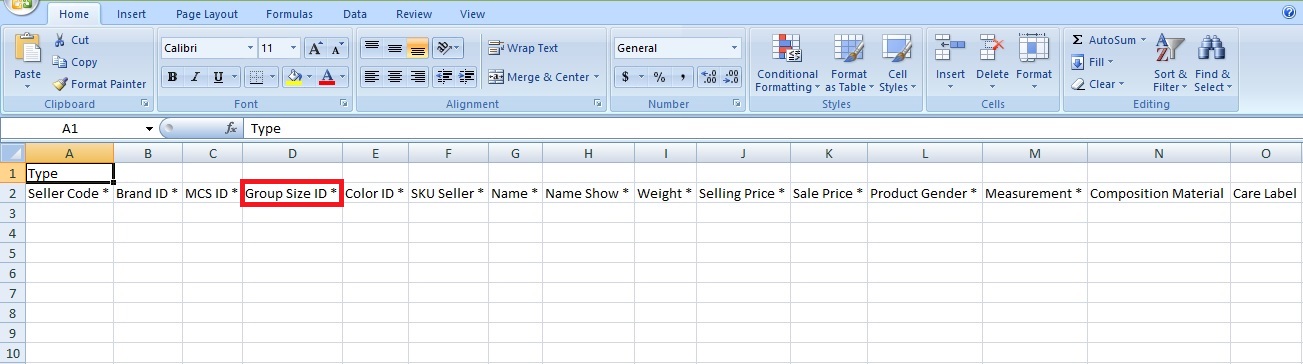 Home Insert Page Layout Formulas Data Review View
Cut Calibri 11 A A Wrap Text General Σ AutoSum
Paste Copy Conditional Formatting Format as Table Cell Styles Insert Delete Format Fill Sort & Filter Find & Select
Format Painter B I U A Merge & Center $ % , .0 .00 .00 .0 Clear
Clipboard Font Alignment Number Styles Cells Editing
A1 fx Type
A B C D E F G H I J K L M N O
1 Type
2 Seller Code * Brand ID * MCS ID * Group Size ID * Color ID * SKU Seller * Name * Name Show * Weight * Selling Price * Sale Price * Product Gender * Measurement * Composition Material Care Label
3
4
5
6
7
8
9
10